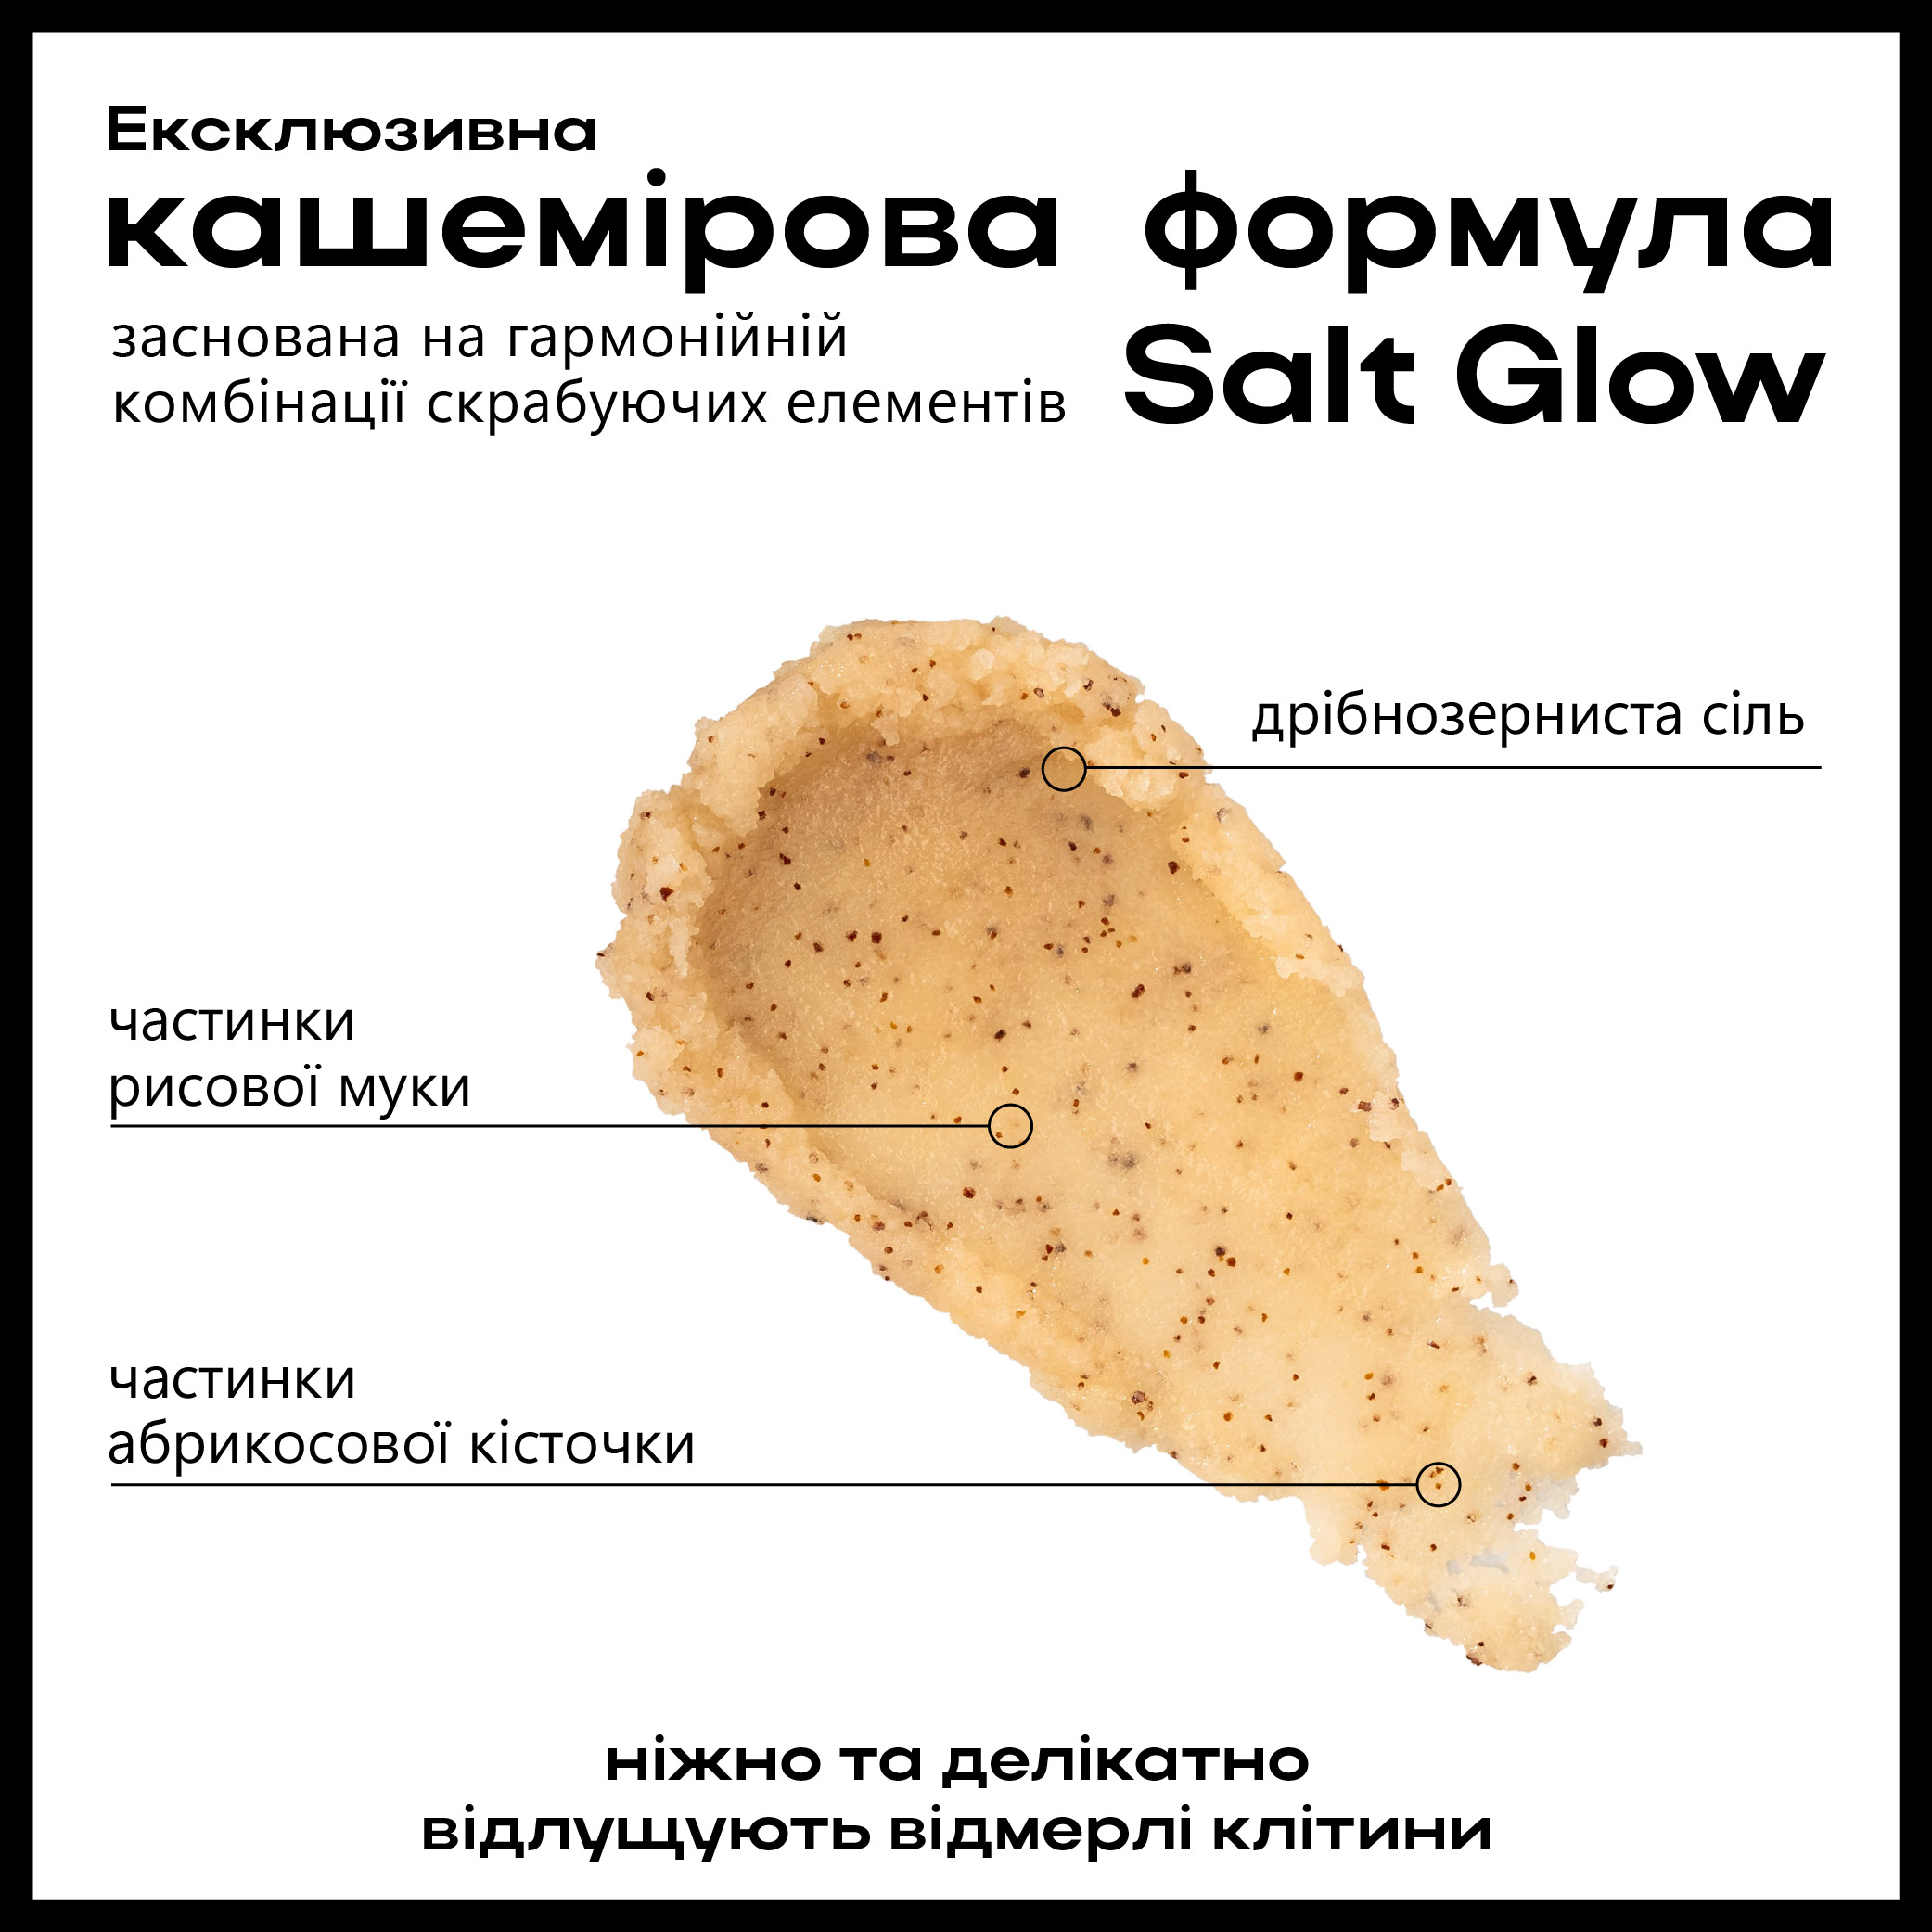 Ексклюзивна
кашемірова формула
Salt Glow
заснована на гармонійній
комбінації скрабуючих елементів
дрібнозерниста сіль
частинки
рисової муки
частинки
абрикосової кісточки
ніжно та делікатно
відлущують відмерлі клітини